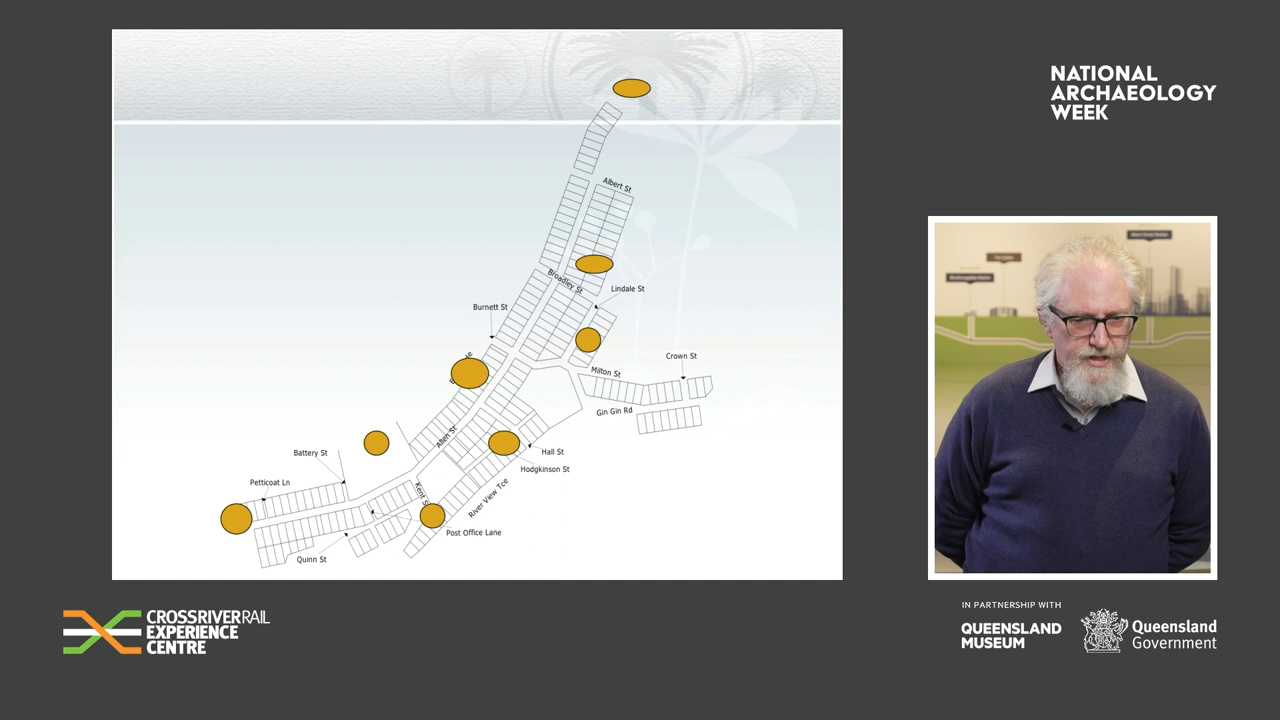 NATIONAL
ARCHAEOLOGY
WEEK
Albert St
Broadley St
Lindale St
Burnett St
Crown St
Milton St
Gin Gin Rd
Allen St
Battery St
Hall St
Petticoat Ln
Hodgkinson St
Kent S
River View Tce
Post Office Lane
Quinn St
CROSSRIVERRAIL
EXPERIENCE
CENTRE
IN PARTNERSHIP WITH
QUEENSLAND
MUSEUM
Queensland
Government